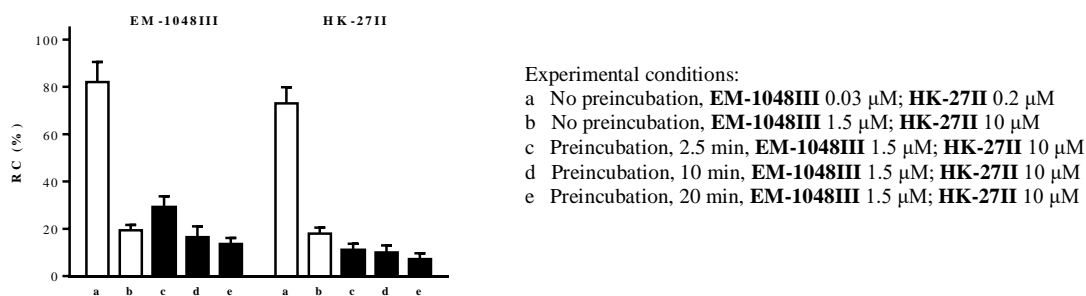 EM-1048III HK-27II
100
80
60
40
20
0
RC (%)
a b c d e a b c d e
Experimental conditions:
a No preincubation, EM-1048III 0.03 μM; HK-27II 0.2 μM
b No preincubation, EM-1048III 1.5 μM; HK-27II 10 μM
c Preincubation, 2.5 min, EM-1048III 1.5 μM; HK-27II 10 μM
d Preincubation, 10 min, EM-1048III 1.5 μM; HK-27II 10 μM
e Preincubation, 20 min, EM-1048III 1.5 μM; HK-27II 10 μM